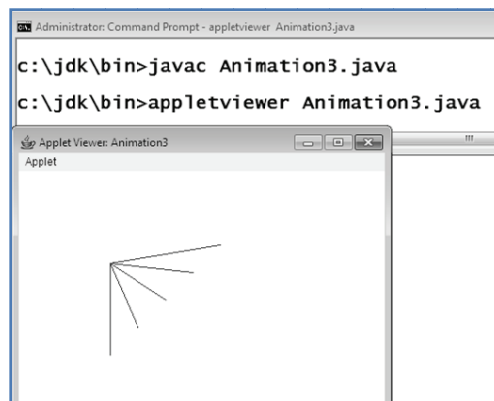 Administrator: Command Prompt - appletviewer Animation3.java
c:\jdk\bin>javac Animation3.java
c:\jdk\bin>appletviewer Animation3.java
Applet Viewer: Animation3
Applet